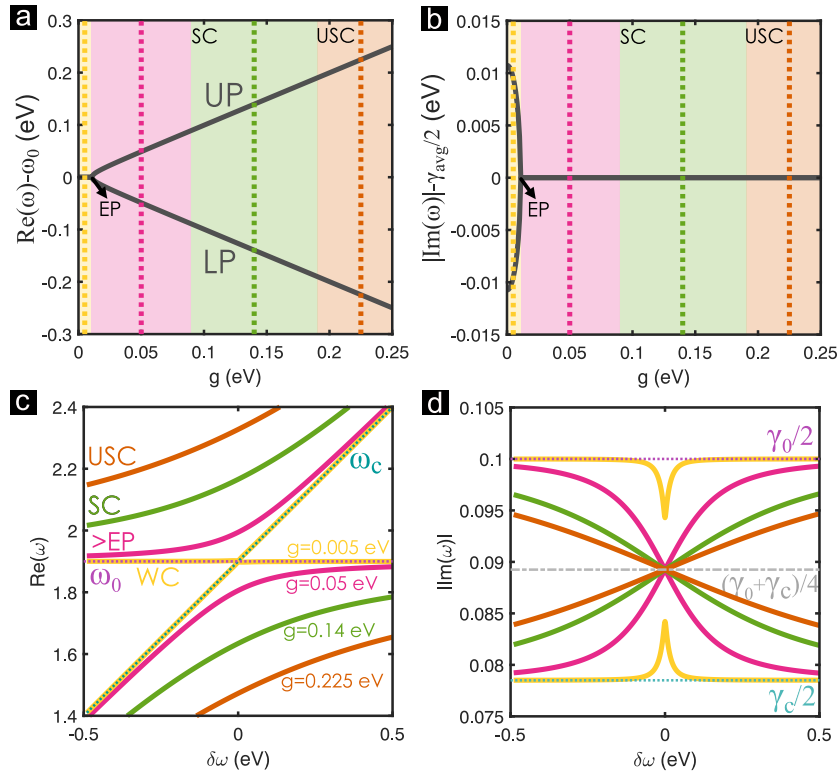 a
0.3
0.2
0.1
0
-0.1
-0.2
-0.3
Re(ω)-ω₀ (eV)
SC
USC
UP
EP
LP
0
0.05
0.1
0.15
0.20
0.25
g (eV)
b
0.015
0.01
0.005
0
-0.005
-0.01
-0.015
|Im(ω)|-γavg/2 (eV)
SC
USC
EP
0
0.05
0.10
0.15
0.20
0.25
g (eV)
c
2.4
2.2
2
1.8
1.6
1.4
Re(ω)
USC
SC
>EP
ω₀
WC
ωc
g=0.005 eV
g=0.05 eV
g=0.14 eV
g=0.225 eV
-0.5
0
0.5
δω (eV)
d
0.105
0.1
0.095
0.09
0.085
0.08
0.075
|Im(ω)|
γ₀/2
(γ₀+γc)/4
γc/2
-0.5
0
0.5
δω (eV)